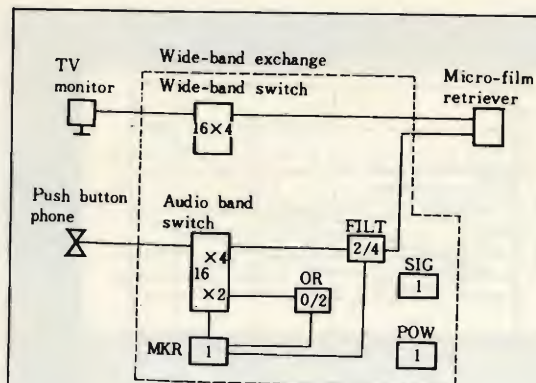 Wide-band exchange
TV
monitor
Wide-band switch
Micro-film
retriever
16×4
Push button
phone
Audio band
switch
FILT
×4
2/4
16
SIG
OR
1
×2
0/2
POW
MKR
1
1